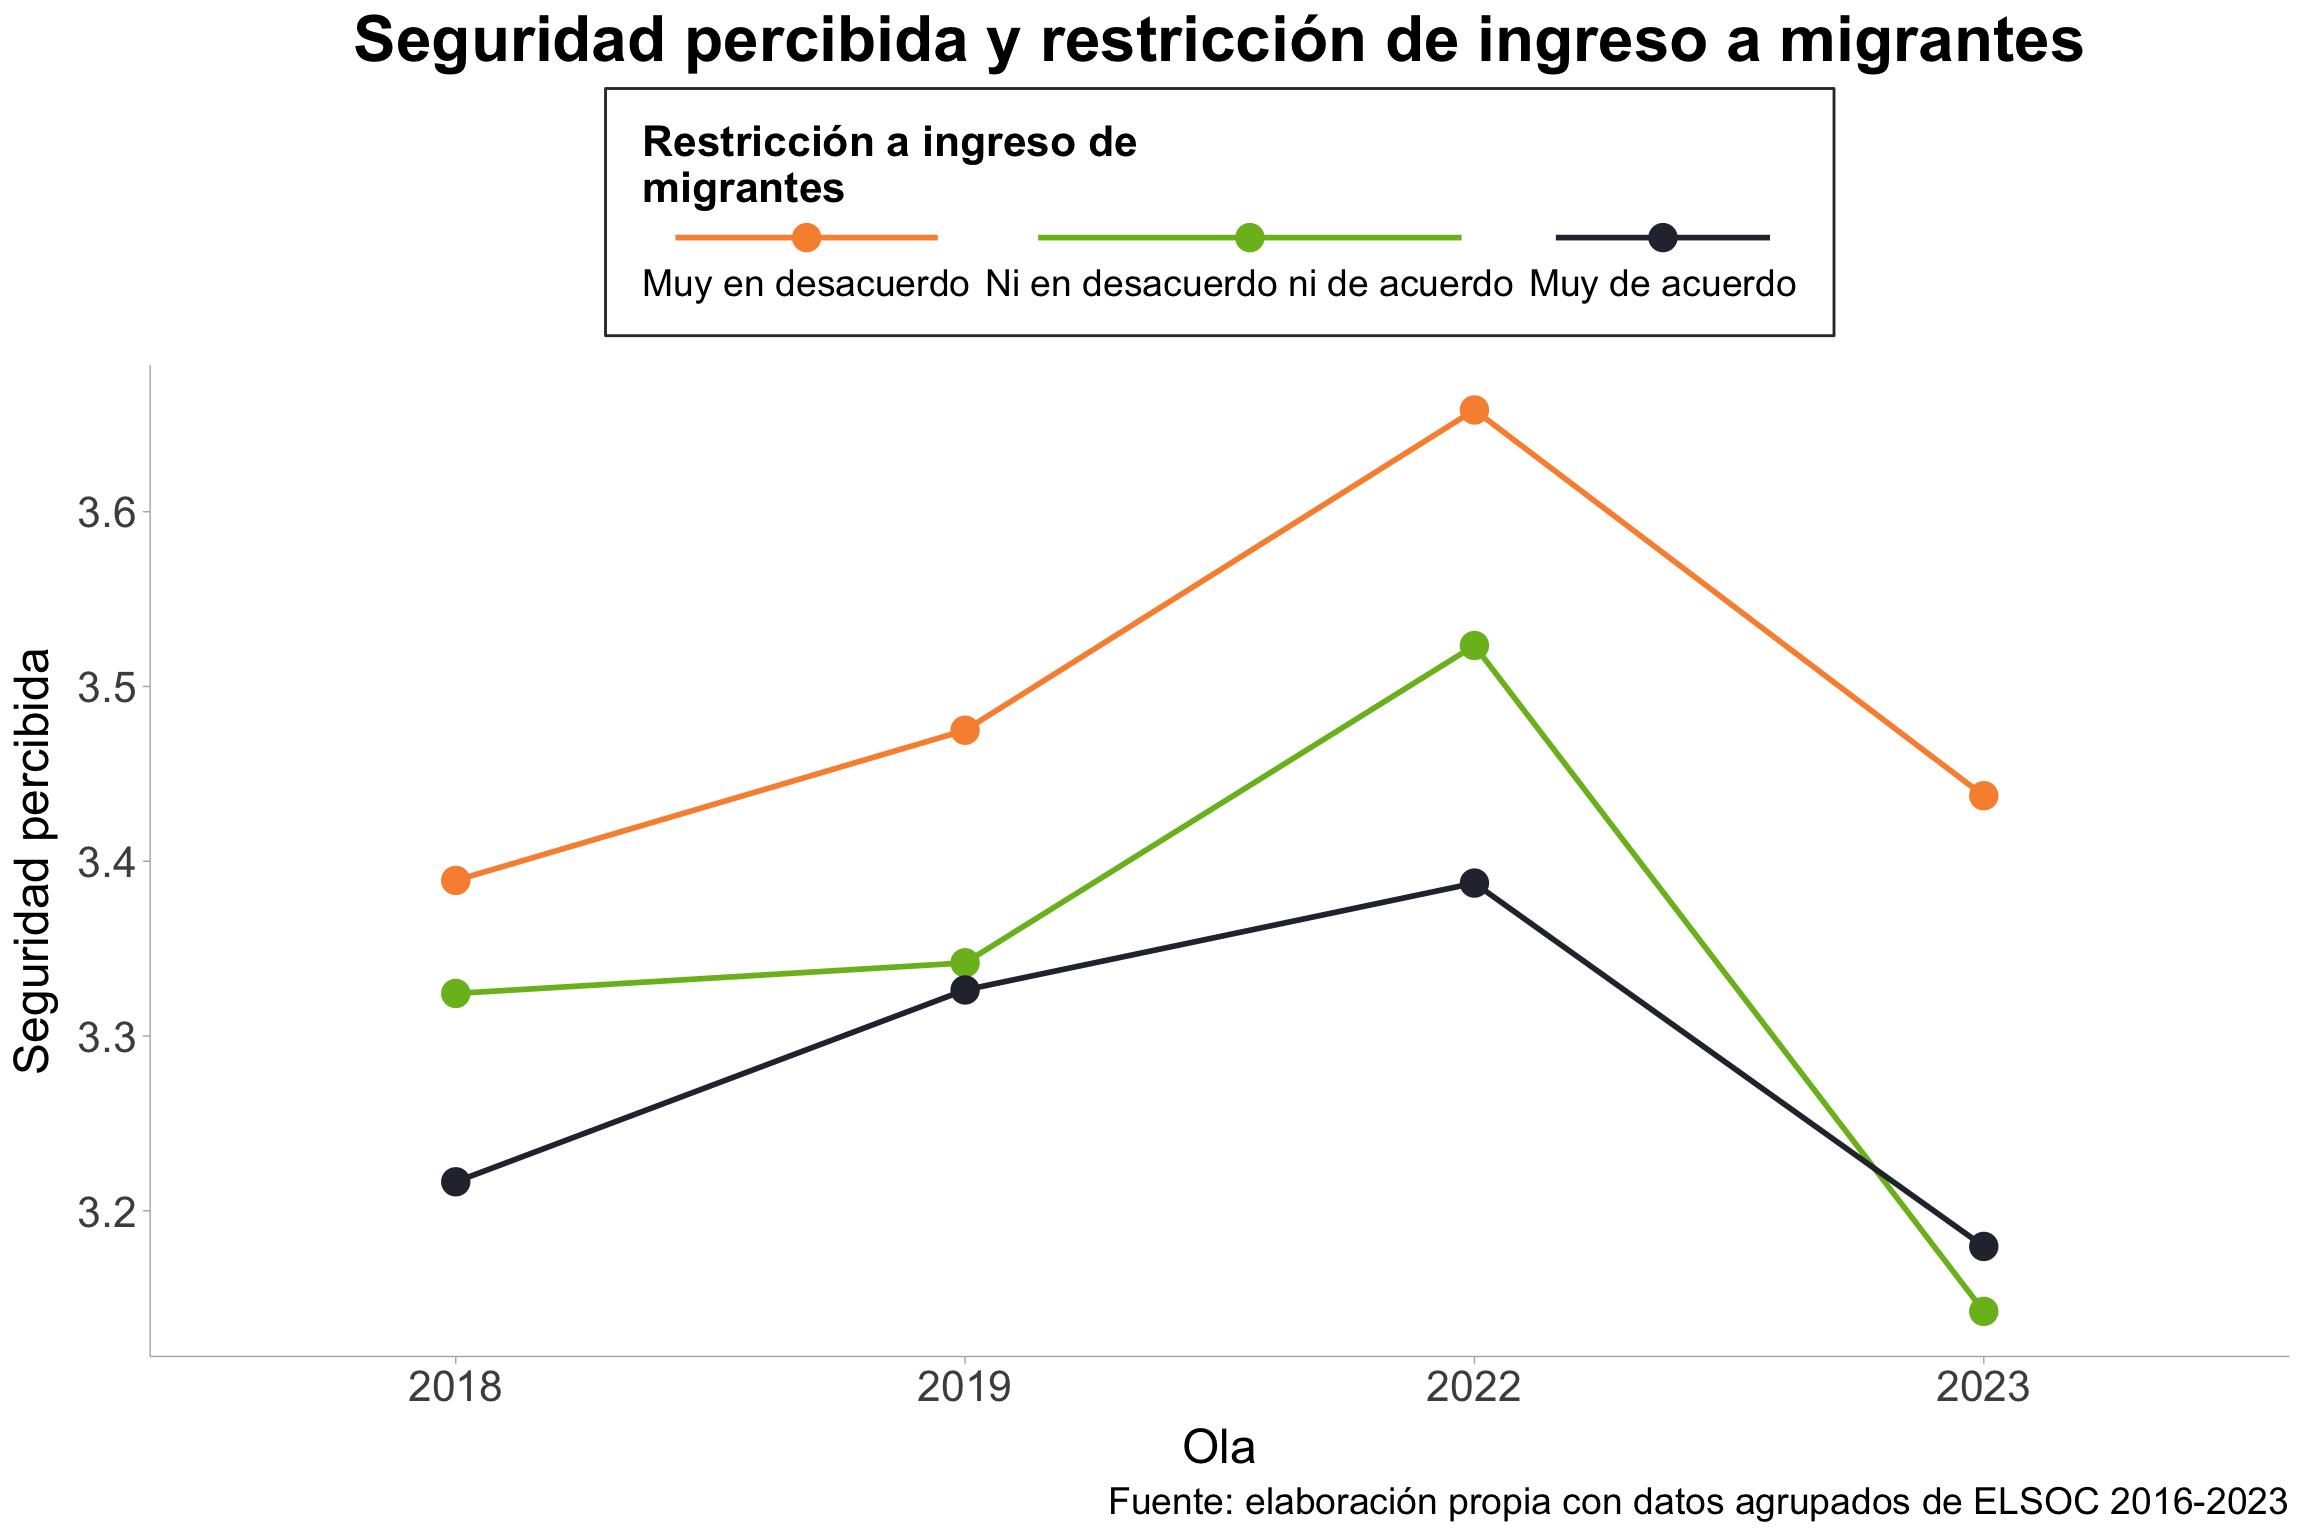 Seguridad percibida y restricción de ingreso a migrantes
Restricción a ingreso de
migrantes
Muy en desacuerdo Ni en desacuerdo ni de acuerdo Muy de acuerdo
Seguridad percibida
3.6
3.5
3.4
3.3
3.2
2018 2019 2022 2023
Ola
Fuente: elaboración propia con datos agrupados de ELSOC 2016-2023